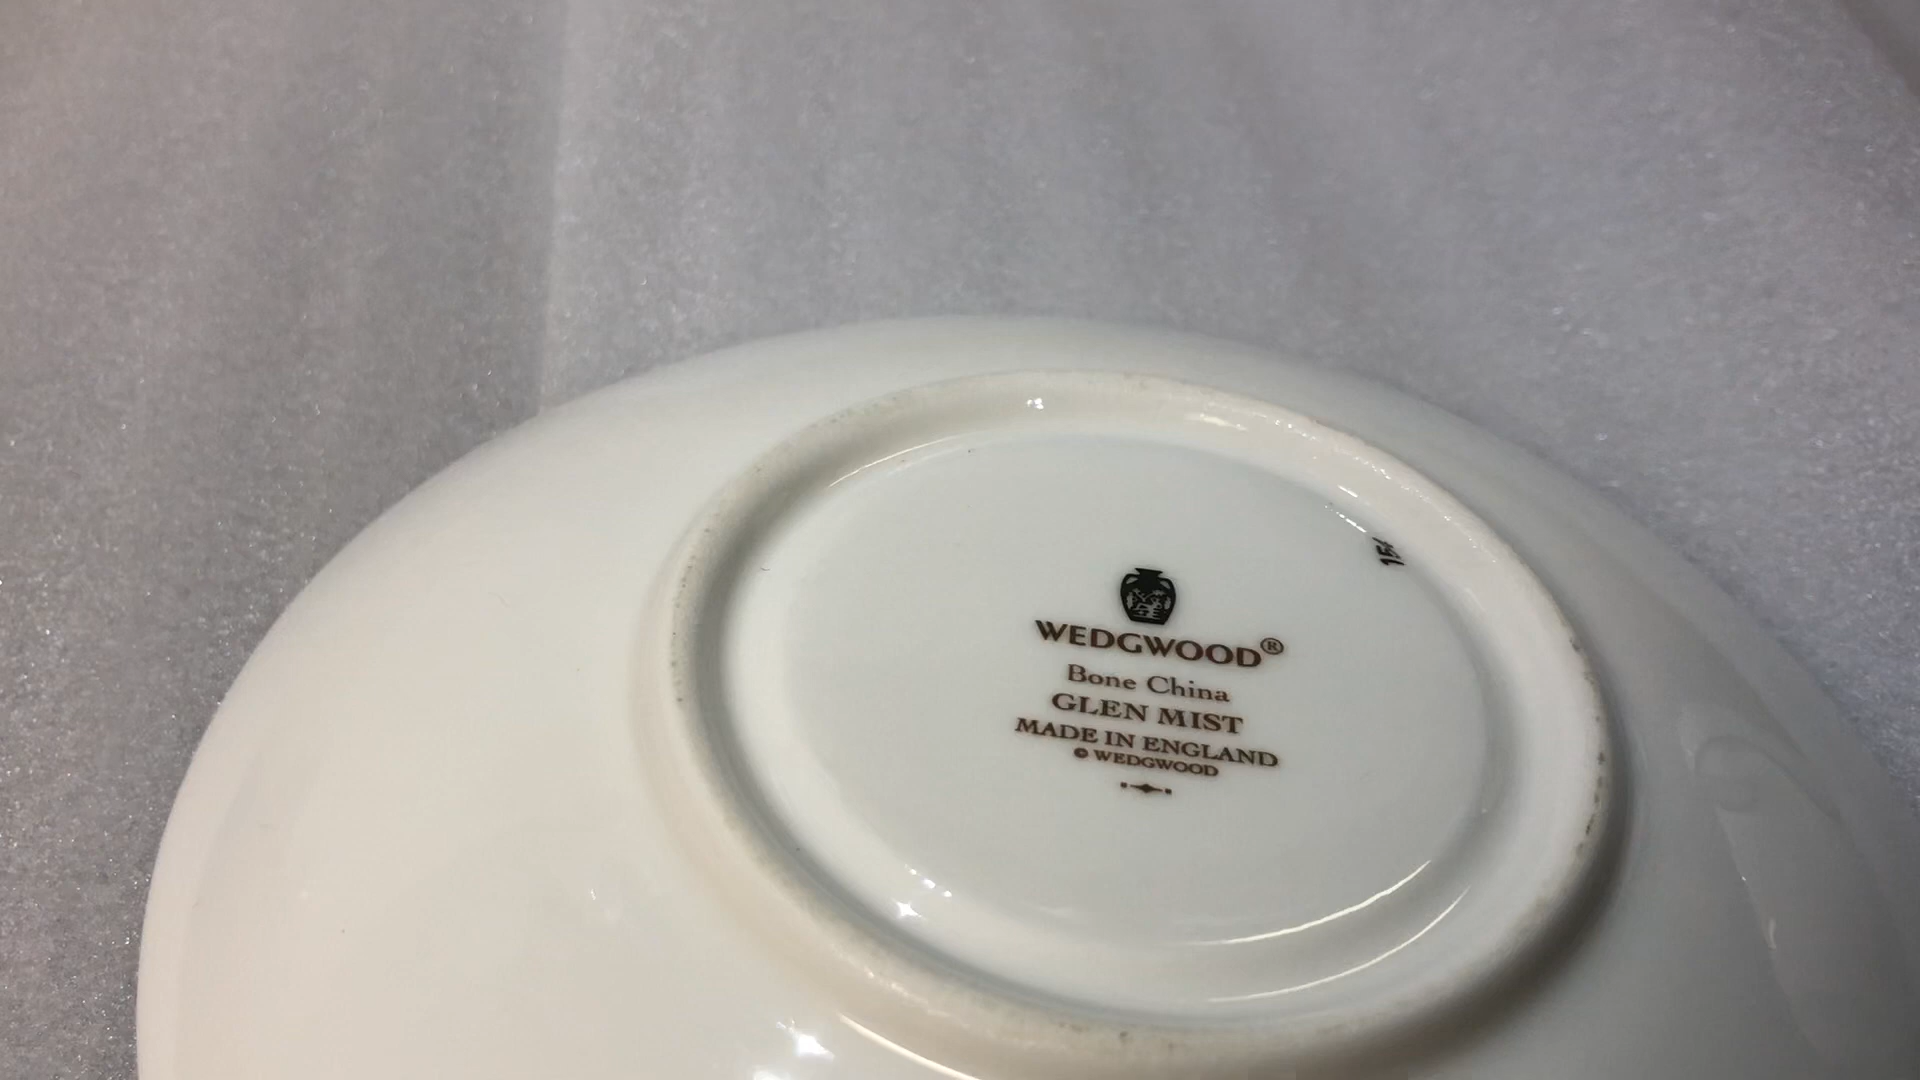 WEDGWOOD®
Bone China
GLEN MIST
MADE IN ENGLAND
© WEDGWOOD